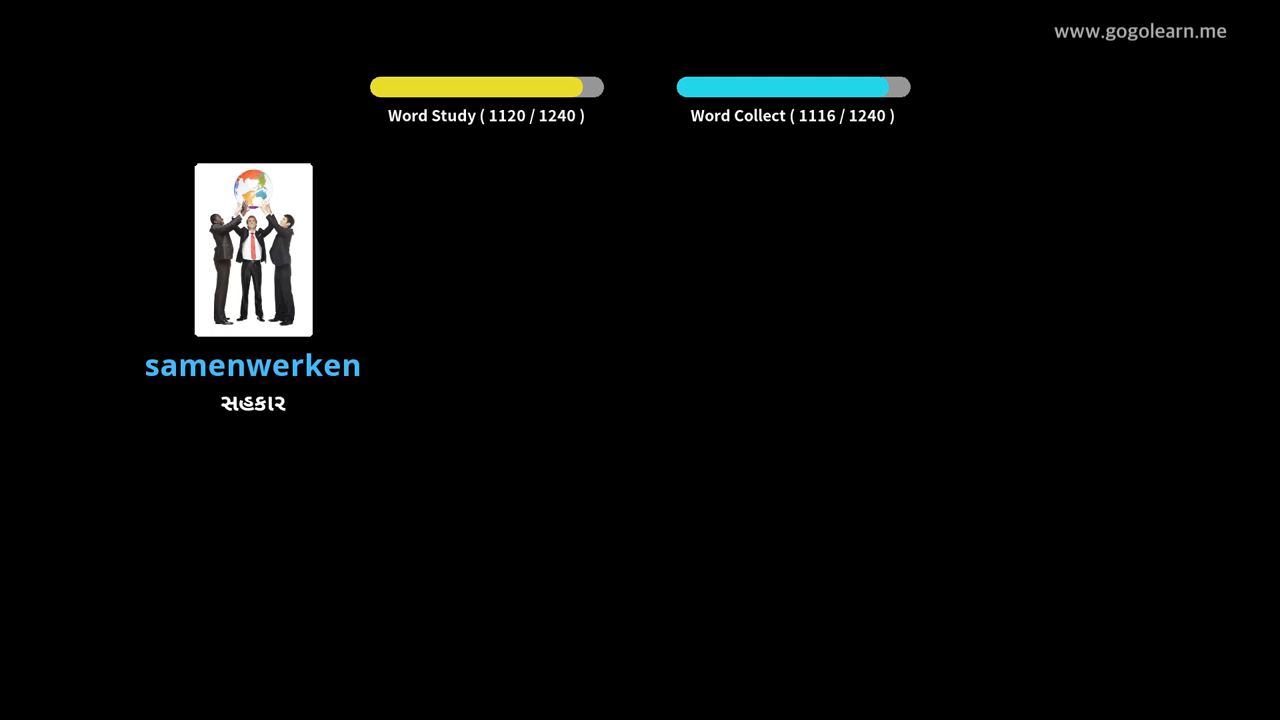 www.gogolearn.me
Word Study ( 1120 / 1240 )
Word Collect ( 1116 / 1240 )
samenwerken
સહકાર